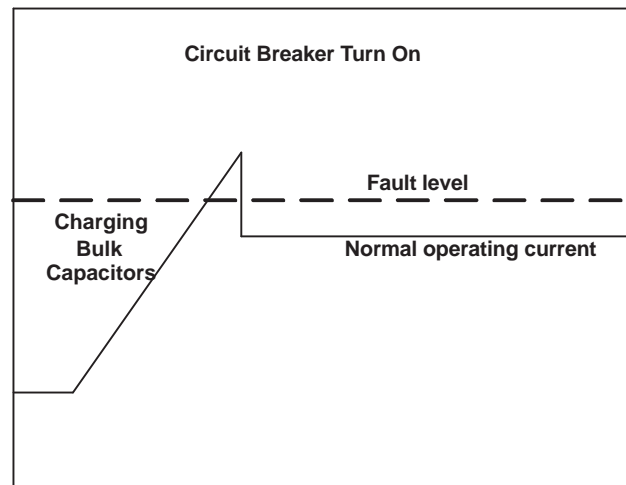 Circuit Breaker Turn On
Fault level
Charging
Bulk
Capacitors
Normal operating current